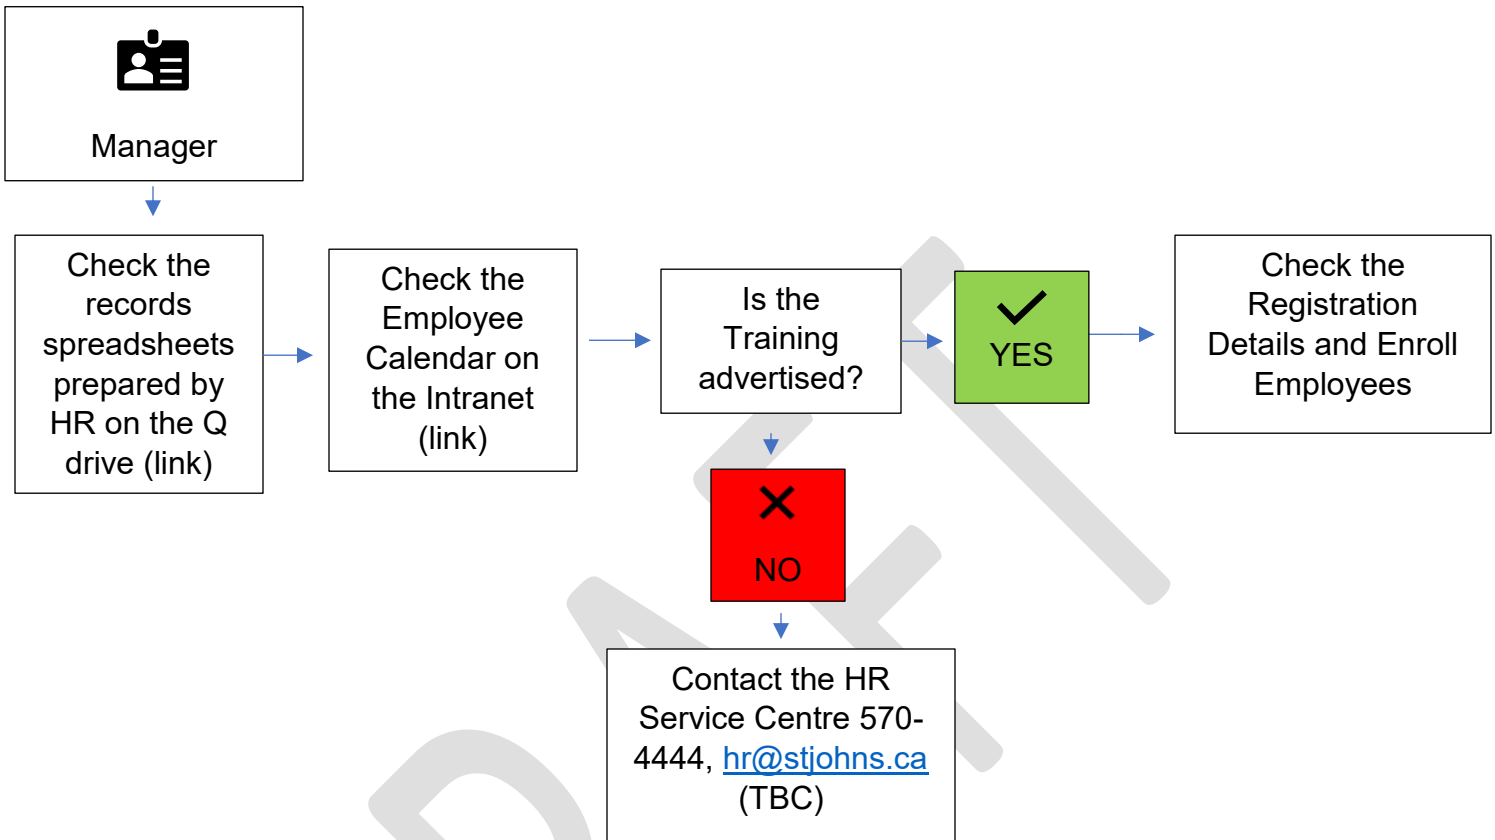 Manager
Check the
records
spreadsheets
prepared by
HR on the Q
drive (link)
Check the
Employee
Calendar on
the Intranet
(link)
Is the
Training
advertised?
YES
Check the
Registration
Details and Enroll
Employees
NO
Contact the HR
Service Centre 570-
4444, hr@stjohns.ca
(TBC)
DRAFT